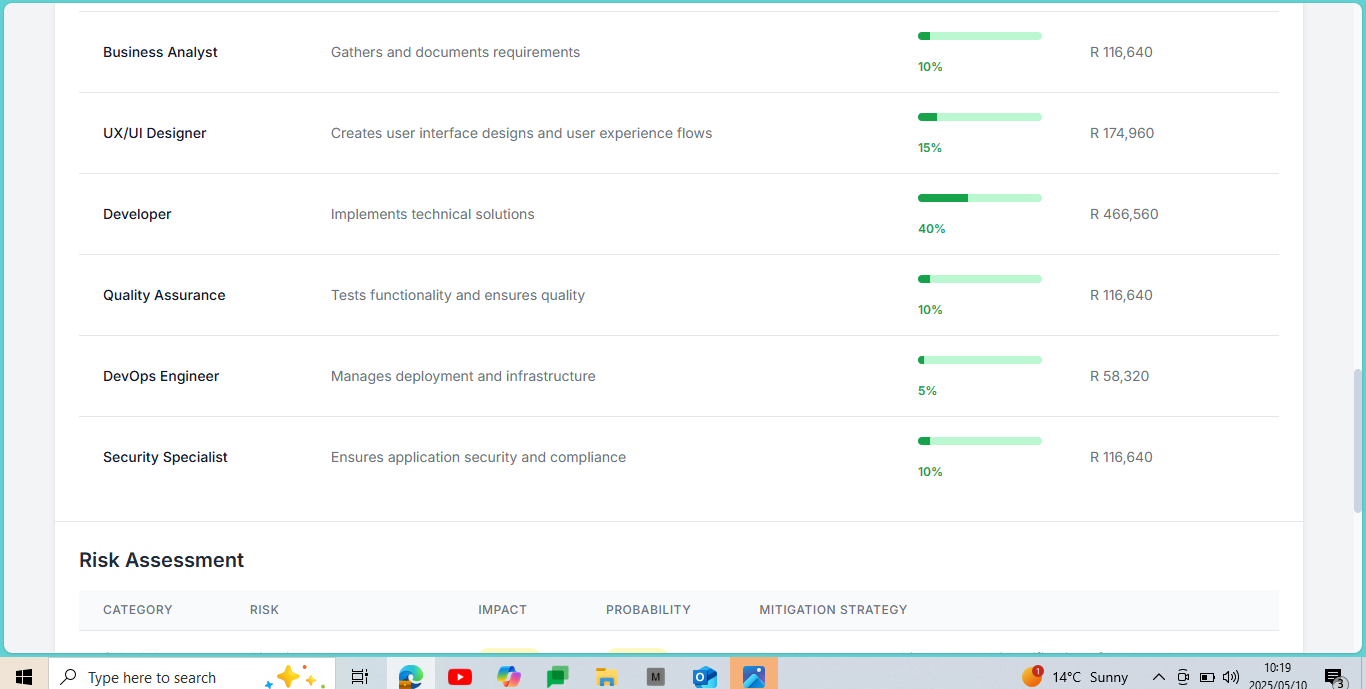 Business Analyst Gathers and documents requirements 10% R 116,640
UX/UI Designer Creates user interface designs and user experience flows 15% R 174,960
Developer Implements technical solutions 40% R 466,560
Quality Assurance Tests functionality and ensures quality 10% R 116,640
DevOps Engineer Manages deployment and infrastructure 5% R 58,320
Security Specialist Ensures application security and compliance 10% R 116,640
Risk Assessment
CATEGORY RISK IMPACT PROBABILITY MITIGATION STRATEGY
Type here to search
M
1
14°C Sunny
10:19
2025/05/10
3